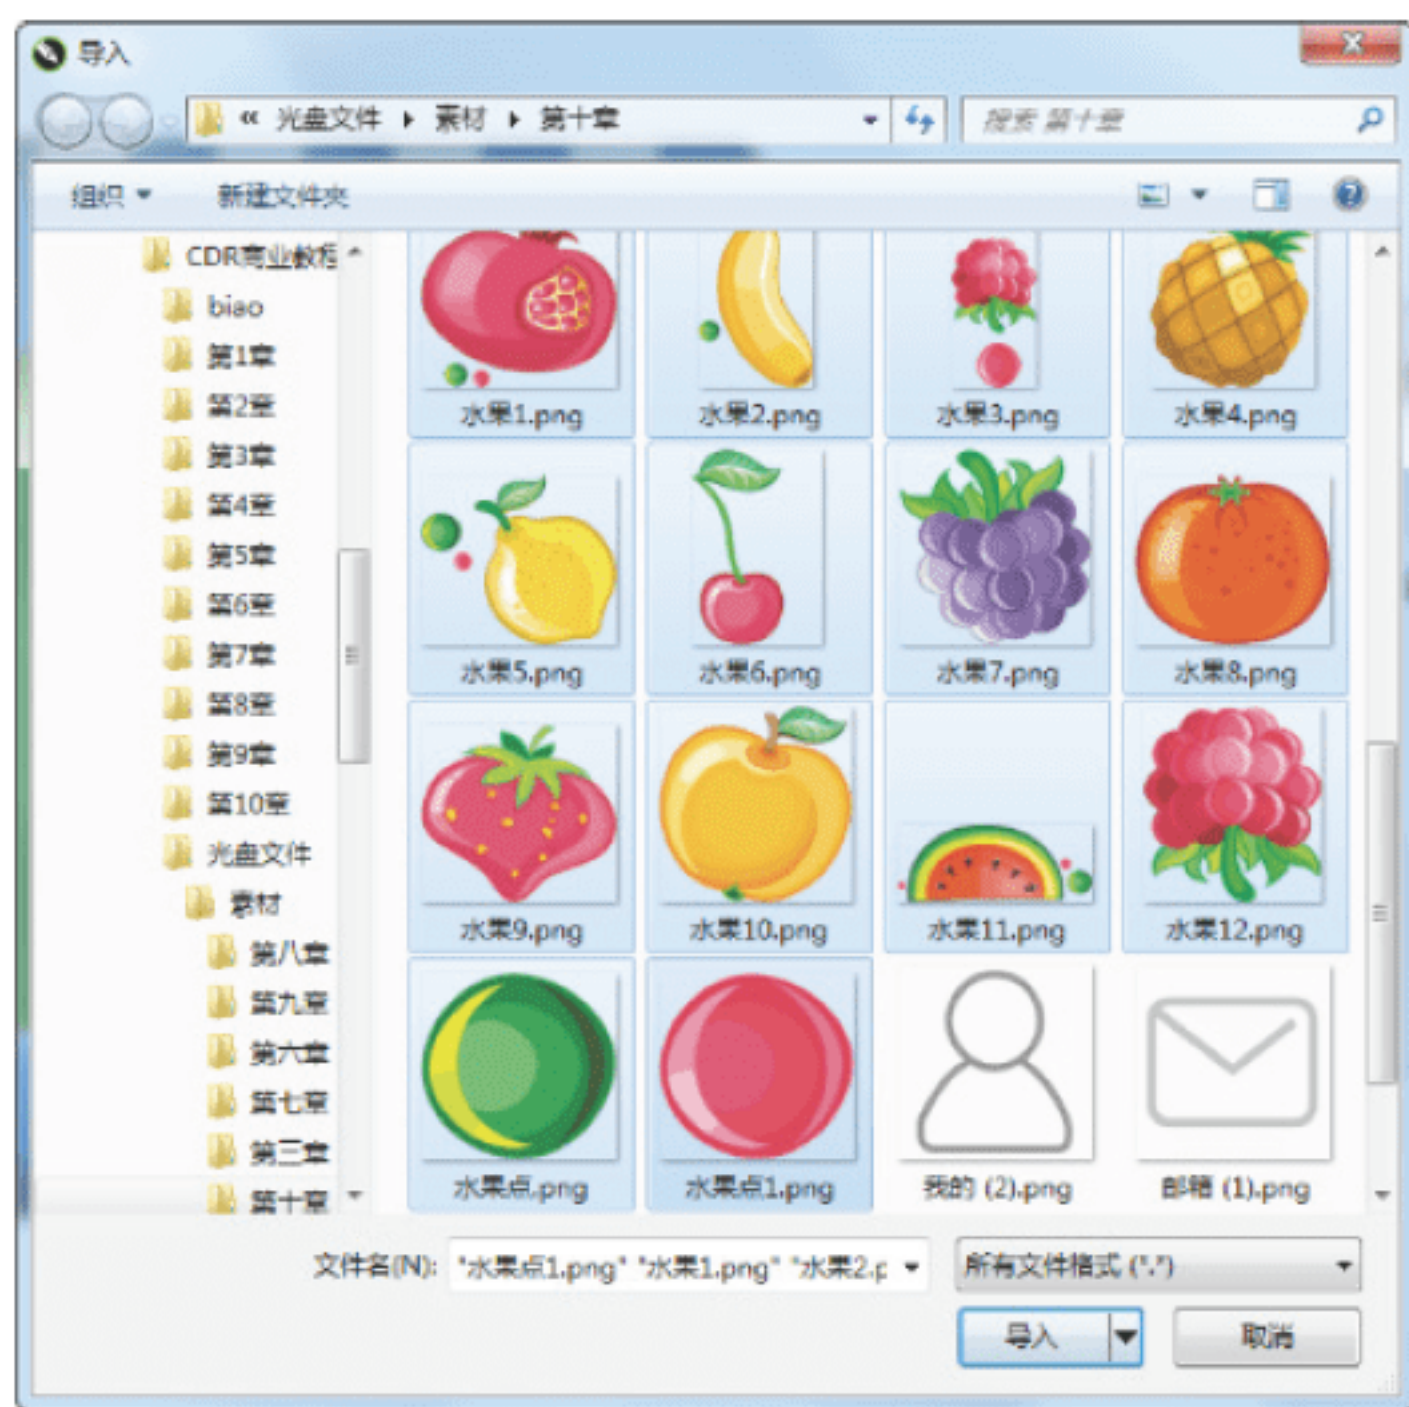 导入
« 光盘文件 ▸ 素材 ▸ 第十章
搜索 第十章
组织 新建文件夹
CDR商业教程
biao
第1章
第2章
第3章
第4章
第5章
第6章
第7章
第8章
第9章
第10章
光盘文件
素材
第八章
第九章
第六章
第七章
第三章
第十章
水果1.png 水果2.png 水果3.png 水果4.png
水果5.png 水果6.png 水果7.png 水果8.png
水果9.png 水果10.png 水果11.png 水果12.png
水果点.png 水果点1.png 我的 (2).png 邮箱 (1).png
文件名(N): "水果点1.png" "水果1.png" "水果2.p 所有文件格式 (*.*)
导入 取消